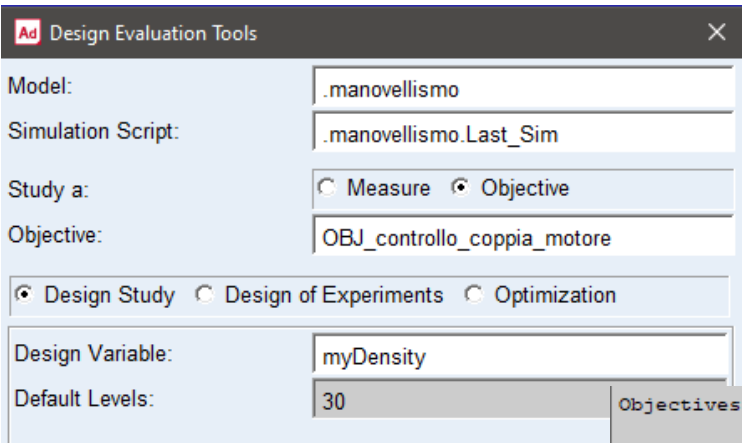 Ad Design Evaluation Tools
Model: .manovellismo
Simulation Script: .manovellismo.Last_Sim
Study a: Measure Objective
Objective: OBJ_controllo_coppia_motore
Design Study Design of Experiments Optimization
Design Variable: myDensity
Default Levels: 30
Objectives